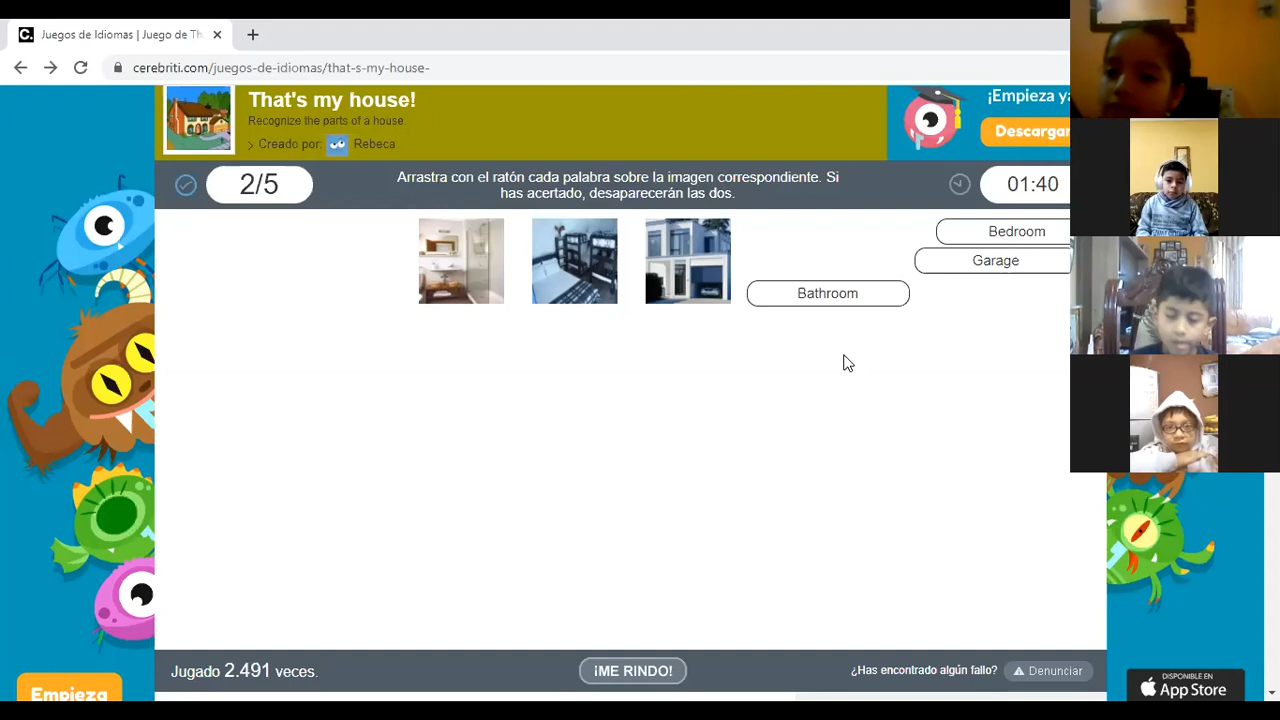 Juegos de Idiomas | Juego de Th
cerebriti.com/juegos-de-idiomas/that-s-my-house-
That's my house!
Recognize the parts of a house
Creado por: Rebeca
¡Empieza ya
Descargar
2/5
Arrastra con el ratón cada palabra sobre la imagen correspondiente. Si
has acertado, desaparecerán las dos.
01:40
Bedroom
Garage
Bathroom
Jugado 2.491 veces.
¡ME RINDO!
¿Has encontrado algún fallo?
Denunciar
Empieza
DISPONIBLE EN
App Store